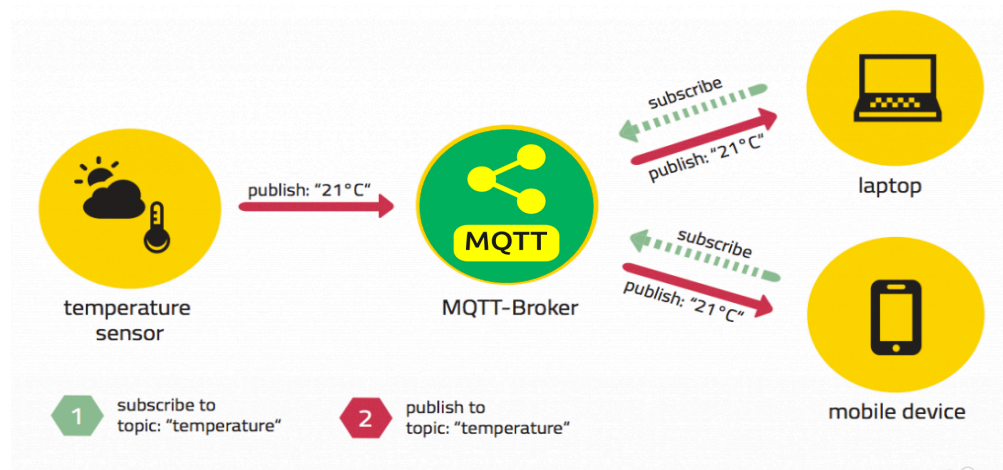 subscribe
publish: "21°C"
laptop
publish: "21°C"
MQTT
temperature
sensor
MQTT-Broker
subscribe
publish: "21°C"
mobile device
1
subscribe to
topic: "temperature"
2
publish to
topic: "temperature"